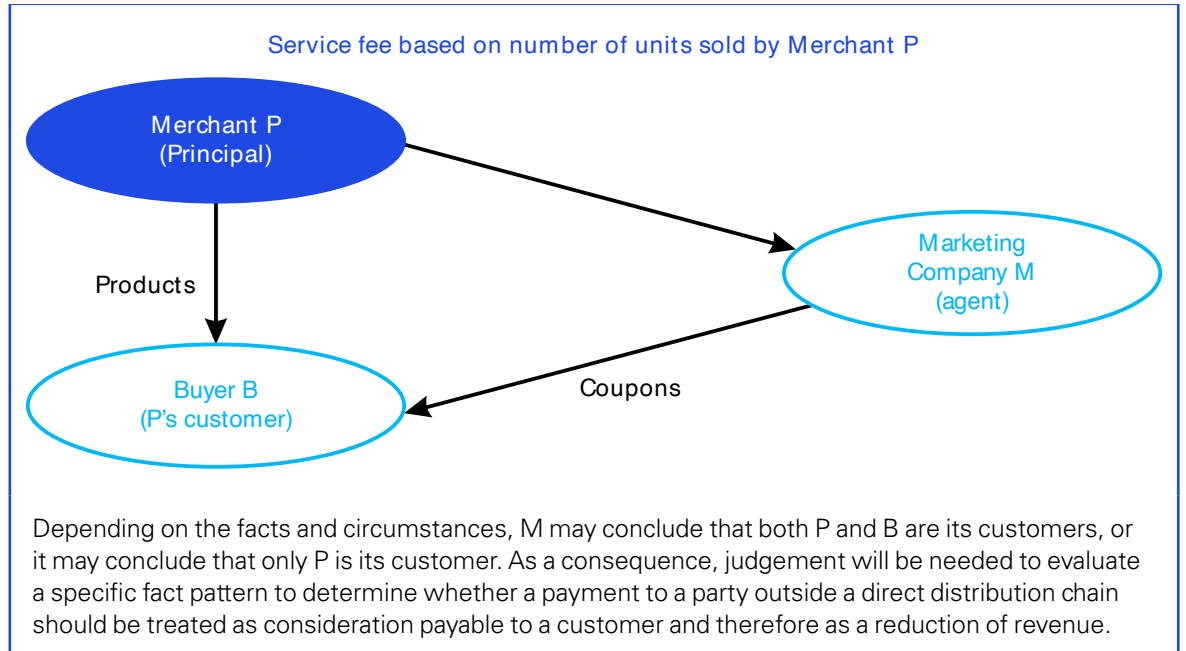 Service fee based on number of units sold by Merchant P
Merchant P
(Principal)
Marketing
Company M
(agent)
Products
Buyer B
(P's customer)
Coupons
Depending on the facts and circumstances, M may conclude that both P and B are its customers, or
it may conclude that only P is its customer. As a consequence, judgement will be needed to evaluate
a specific fact pattern to determine whether a payment to a party outside a direct distribution chain
should be treated as consideration payable to a customer and therefore as a reduction of revenue.